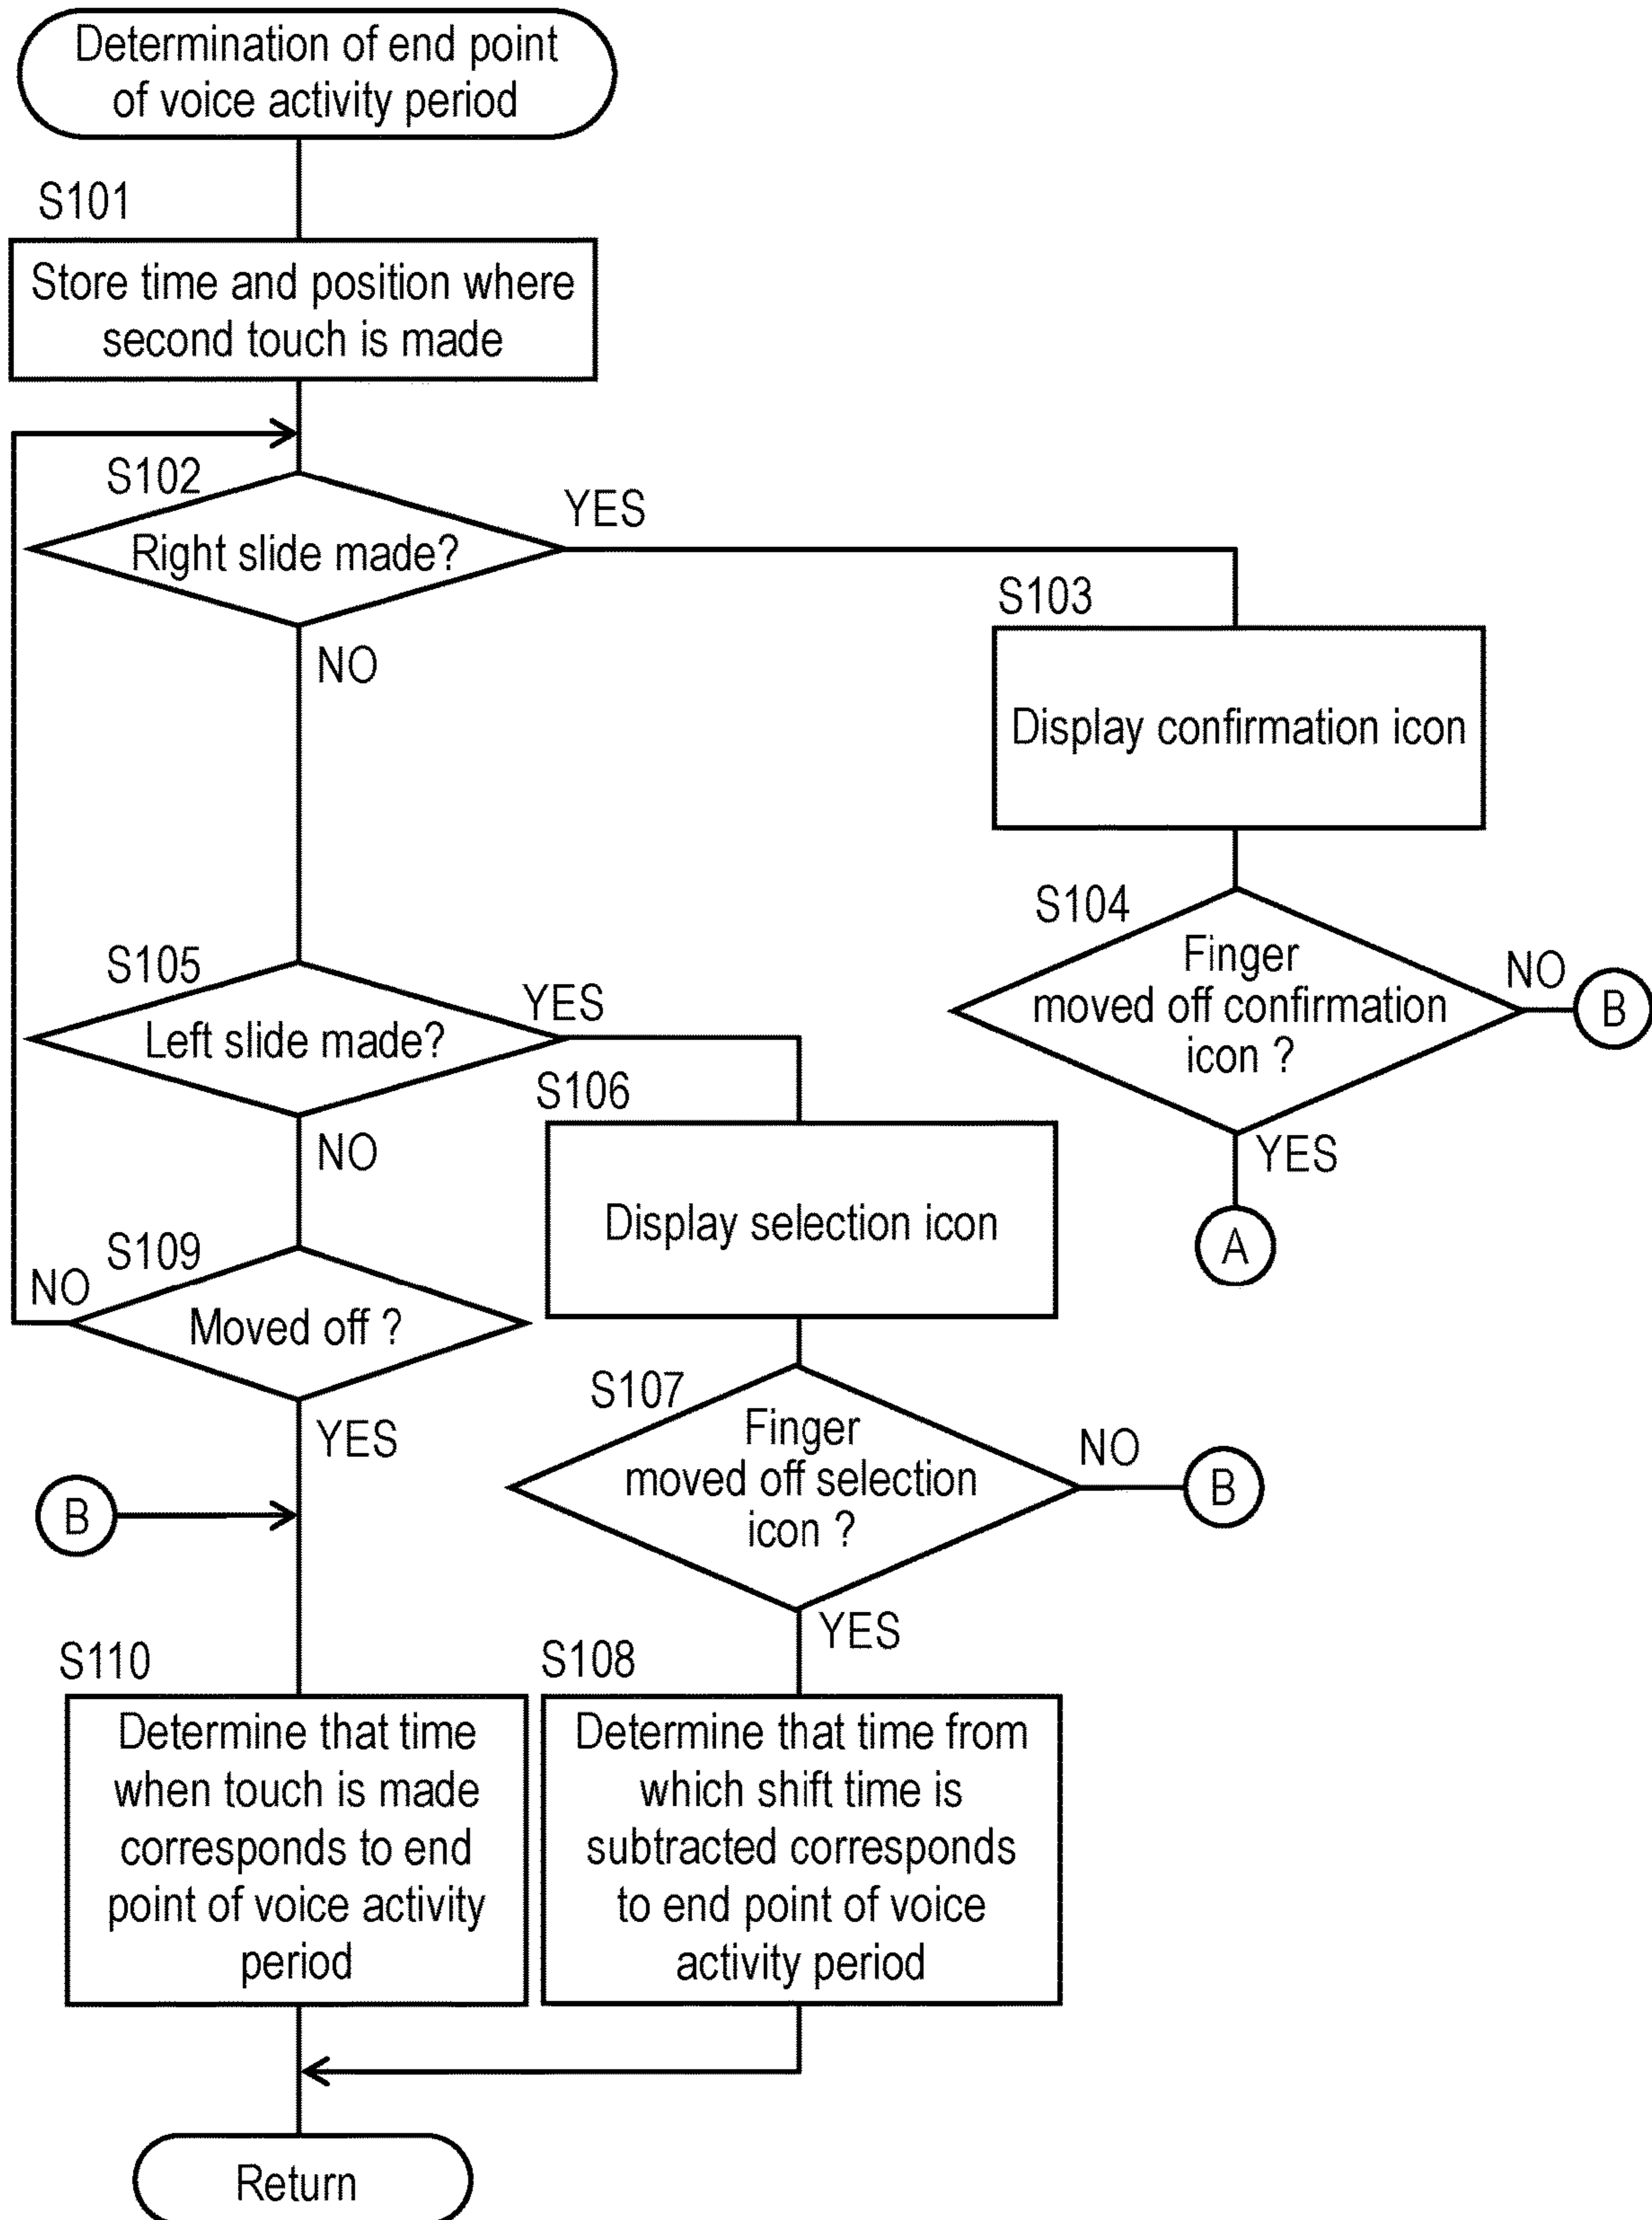 Determination of end point
of voice activity period
S101
Store time and position where
second touch is made
S102
Right slide made?
YES
NO
S103
Display confirmation icon
S104
Finger
moved off confirmation
icon ?
NO
B
YES
A
S105
Left slide made?
YES
NO
S106
Display selection icon
S109
NO
Moved off ?
YES
S107
Finger
moved off selection
icon ?
NO
B
YES
B
S110
Determine that time
when touch is made
corresponds to end
point of voice activity
period
S108
Determine that time from
which shift time is
subtracted corresponds
to end point of voice
activity period
Return